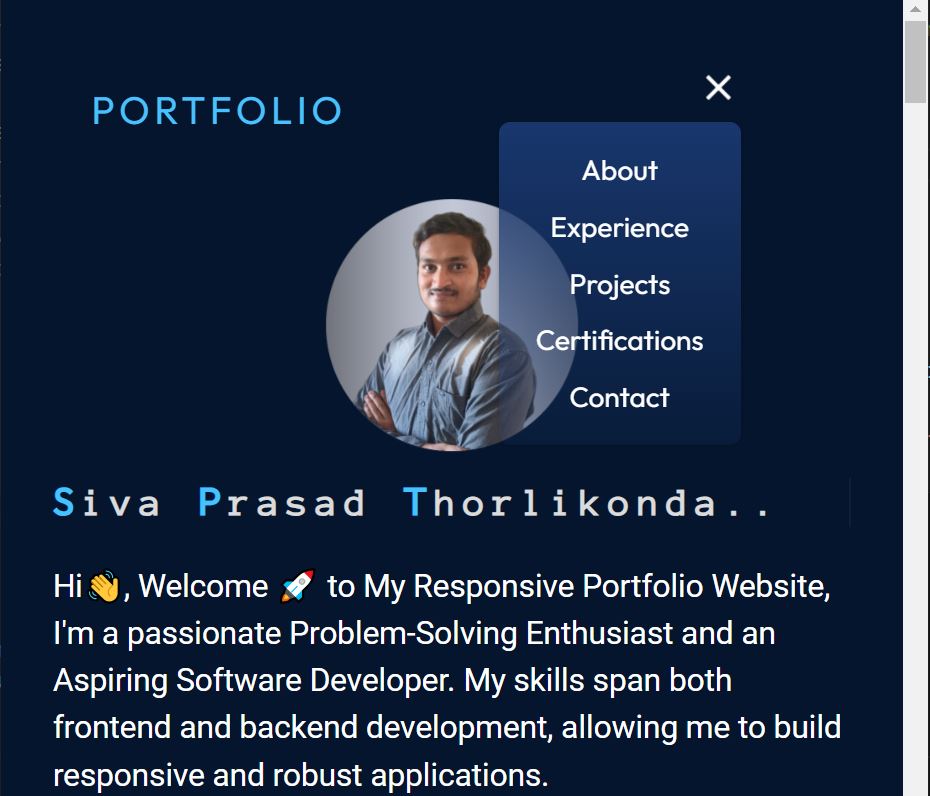 PORTFOLIO
About
Experience
Projects
Certifications
Contact
Siva Prasad Thorlikonda..
Hi👋, Welcome 🚀 to My Responsive Portfolio Website,
I'm a passionate Problem-Solving Enthusiast and an
Aspiring Software Developer. My skills span both
frontend and backend development, allowing me to build
responsive and robust applications.